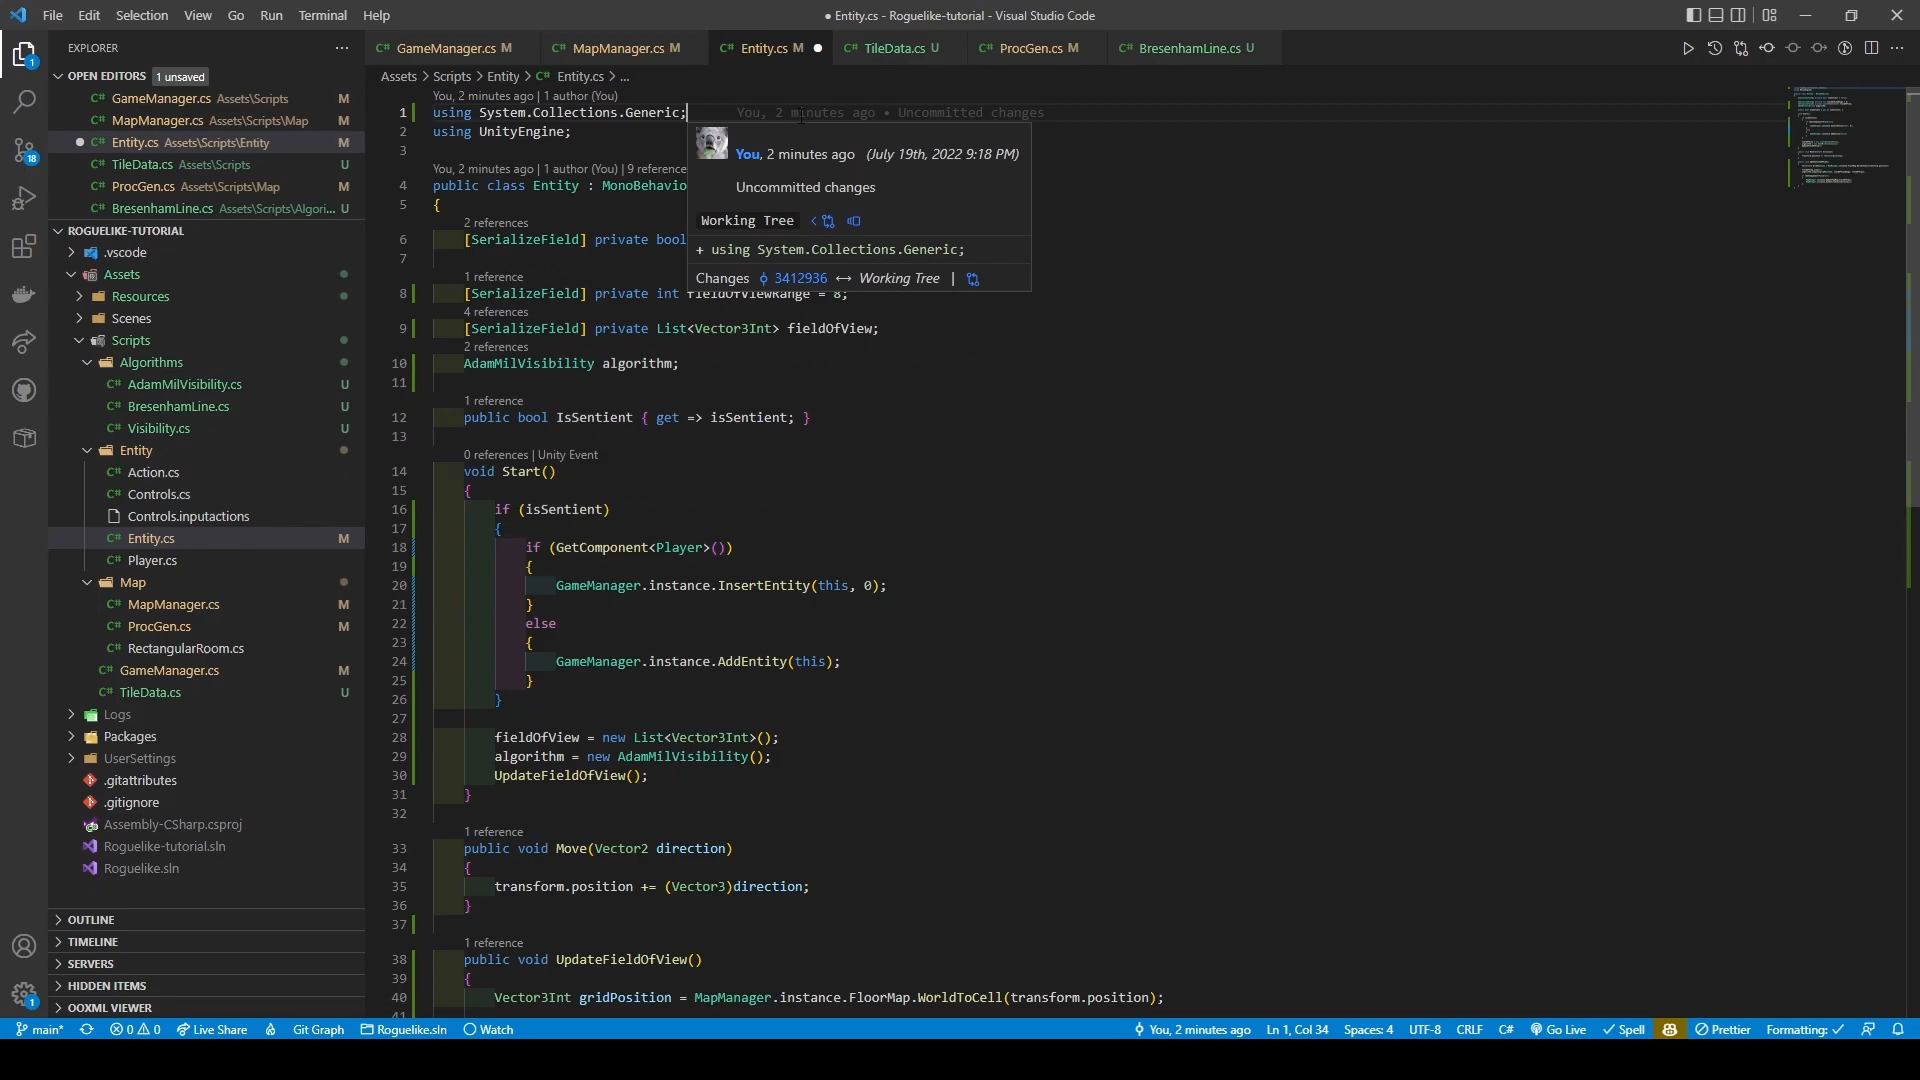 File Edit Selection View Go Run Terminal Help
● Entity.cs - Roguelike-tutorial - Visual Studio Code
EXPLORER
OPEN EDITORS 1 unsaved
C# GameManager.cs Assets\Scripts M
C# MapManager.cs Assets\Scripts\Map M
C# Entity.cs Assets\Scripts\Entity M
C# TileData.cs Assets\Scripts U
C# ProcGen.cs Assets\Scripts\Map M
C# BresenhamLine.cs Assets\Scripts\Algori... U
ROGUELIKE-TUTORIAL
.vscode
Assets
Resources
Scenes
Scripts
Algorithms
C# AdamMilVisibility.cs U
C# BresenhamLine.cs U
C# Visibility.cs U
Entity
C# Action.cs
C# Controls.cs
Controls.inputactions
C# Entity.cs M
C# Player.cs
Map
C# MapManager.cs M
C# ProcGen.cs M
C# RectangularRoom.cs
C# GameManager.cs M
C# TileData.cs U
Logs
Packages
UserSettings
.gitattributes
.gitignore
Assembly-CSharp.csproj
Roguelike-tutorial.sln
Roguelike.sln
OUTLINE
TIMELINE
SERVERS
HIDDEN ITEMS
OOXML VIEWER
1
18
1
C# GameManager.cs M C# MapManager.cs M C# Entity.cs M ● C# TileData.cs U C# ProcGen.cs M C# BresenhamLine.cs U
Assets > Scripts > Entity > C# Entity.cs > ...
You, 2 minutes ago | 1 author (You)
1 using System.Collections.Generic; You, 2 minutes ago • Uncommitted changes
2 using UnityEngine;
3
You, 2 minutes ago | 1 author (You) | 9 reference
4 public class Entity : MonoBehavio
5 {
2 references
6 [SerializeField] private bool
7
1 reference
8 [SerializeField] private int fieldOfViewRange = 8;
4 references
9 [SerializeField] private List<Vector3Int> fieldOfView;
2 references
10 AdamMilVisibility algorithm;
11
1 reference
12 public bool IsSentient { get => isSentient; }
13
0 references | Unity Event
14 void Start()
15 {
16 if (isSentient)
17 {
18 if (GetComponent<Player>())
19 {
20 GameManager.instance.InsertEntity(this, 0);
21 }
22 else
23 {
24 GameManager.instance.AddEntity(this);
25 }
26 }
27
28 fieldOfView = new List<Vector3Int>();
29 algorithm = new AdamMilVisibility();
30 UpdateFieldOfView();
31 }
32
1 reference
33 public void Move(Vector2 direction)
34 {
35 transform.position += (Vector3)direction;
36 }
37
1 reference
38 public void UpdateFieldOfView()
39 {
40 Vector3Int gridPosition = MapManager.instance.FloorMap.WorldToCell(transform.position);
41
You, 2 minutes ago (July 19th, 2022 9:18 PM)
Uncommitted changes
Working Tree
+ using System.Collections.Generic;
Changes 3412936 ↔ Working Tree |
main* 0 0 Live Share Git Graph Roguelike.sln Watch You, 2 minutes ago Ln 1, Col 34 Spaces: 4 UTF-8 CRLF C# Go Live Spell Prettier Formatting: ✓